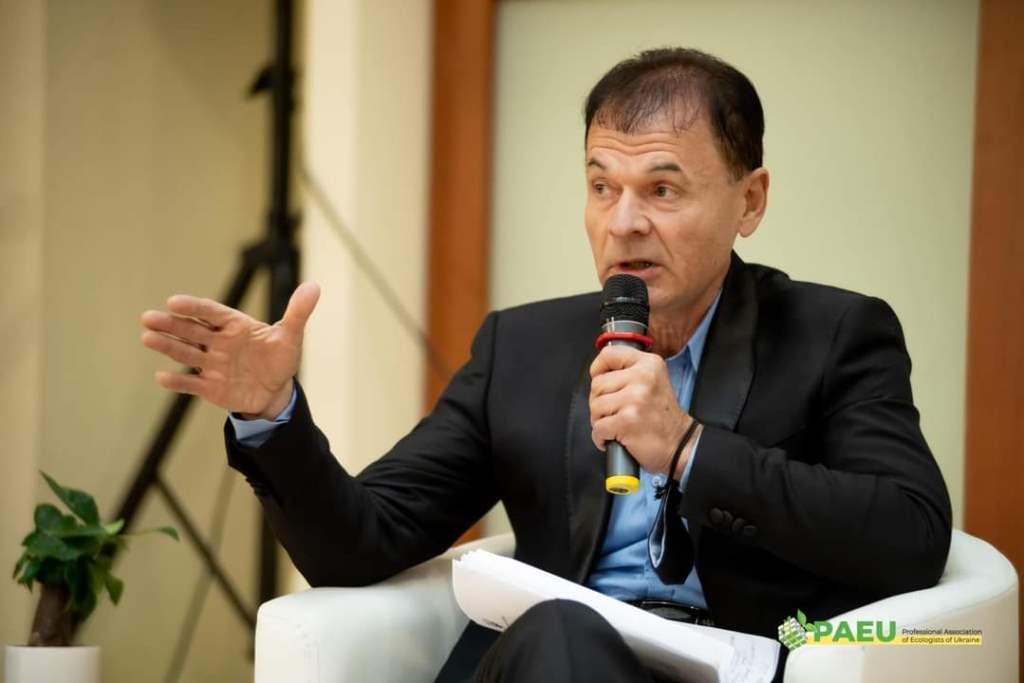 PAEU
Professional Association
of Ecologists of Ukraine